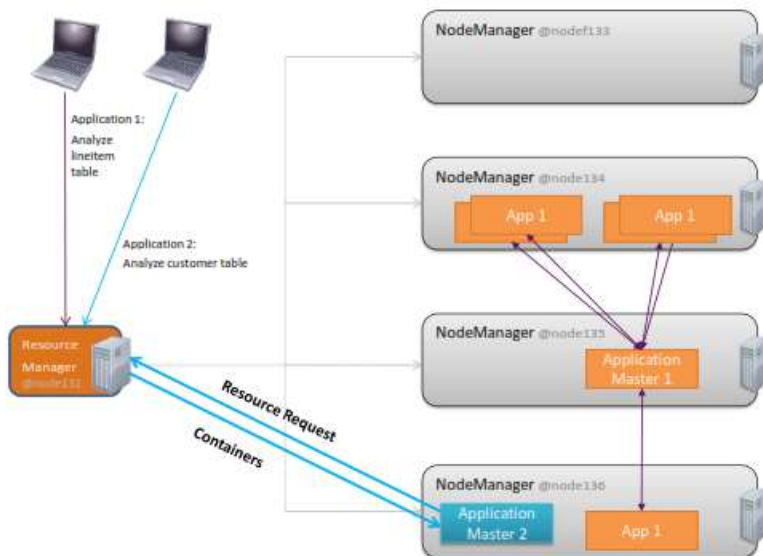 NodeManager @nodef133
Application 1:
Analyze
lineitem
table
NodeManager @node134
App 1
App 1
Application 2:
Analyze customer table
NodeManager @node135
Resource
Manager
@node132
Application
Master 1
Resource Request
Containers
NodeManager @node136
Application
Master 2
App 1